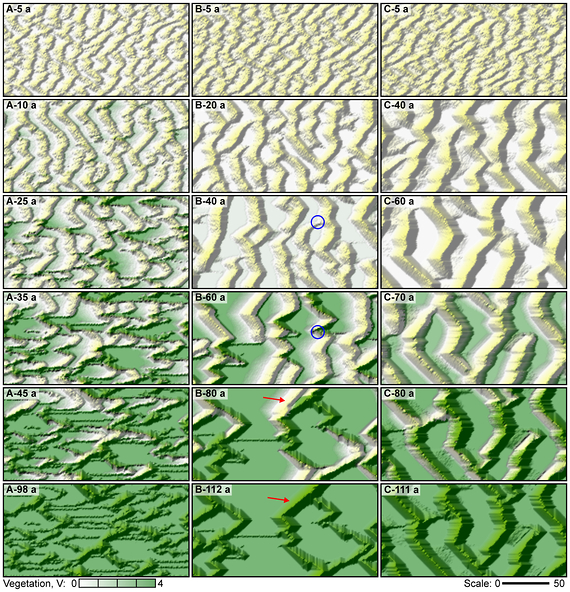 A-5 a B-5 a C-5 a
A-10 a B-20 a C-40 a
A-25 a B-40 a C-60 a
A-35 a B-60 a C-70 a
A-45 a B-80 a C-80 a
A-98 a B-112 a C-111 a
Vegetation, V: 0 4 Scale: 0 50